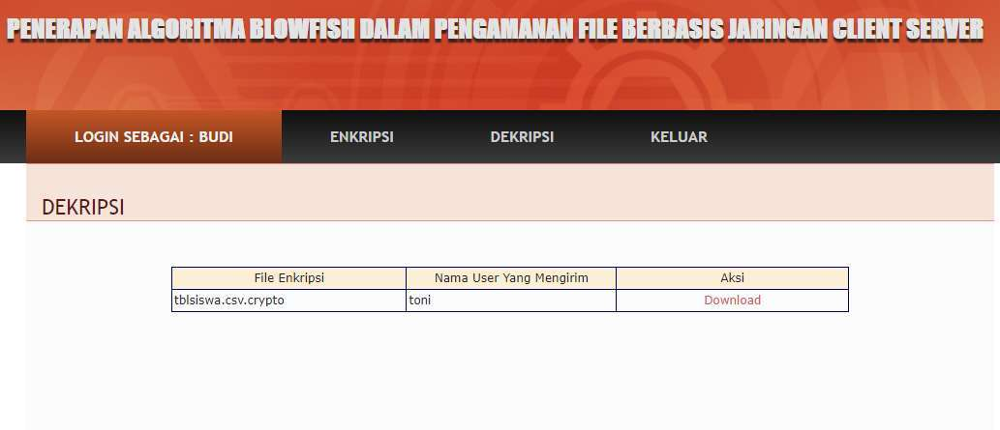 PENERAPAN ALGORITMA BLOWFISH DALAM PENGAMANAN FILE BERBASIS JARINGAN CLIENT SERVER
LOGIN SEBAGAI : BUDI ENKRIPSI DEKRIPSI KELUAR
DEKRIPSI
File Enkripsi Nama User Yang Mengirim Aksi
tblsiswa.csv.crypto toni Download